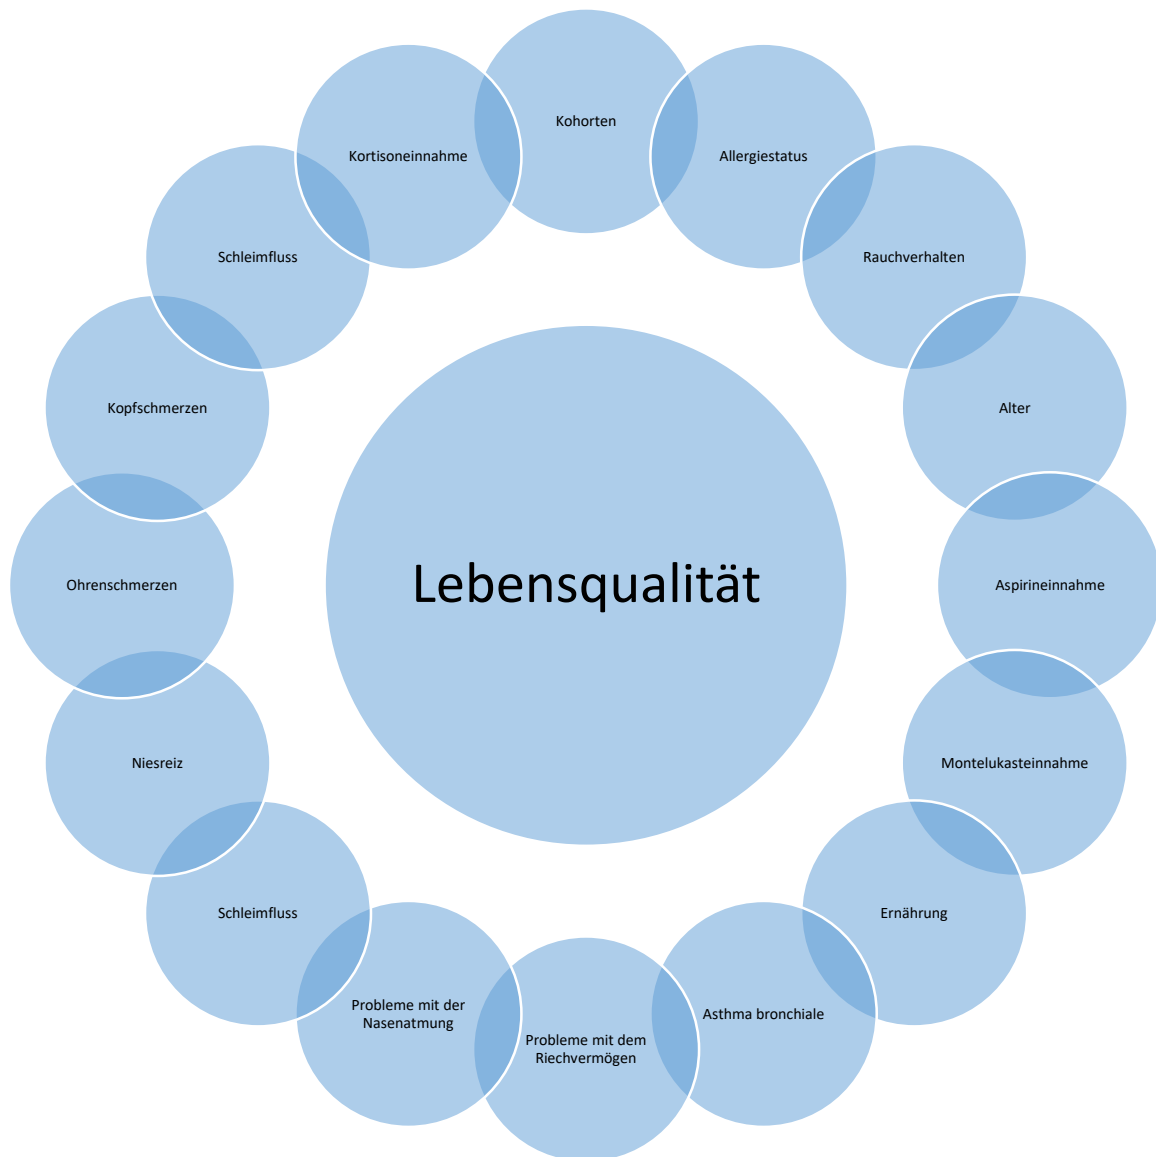 Kohorten
Allergiestatus
Rauchverhalten
Alter
Aspirineinnahme
Montelukasteinnahme
Ernährung
Asthma bronchiale
Probleme mit dem
Riechvermögen
Probleme mit der
Nasenatmung
Schleimfluss
Niesreiz
Ohrenschmerzen
Kopfschmerzen
Schleimfluss
Kortisoneinnahme
Lebensqualität